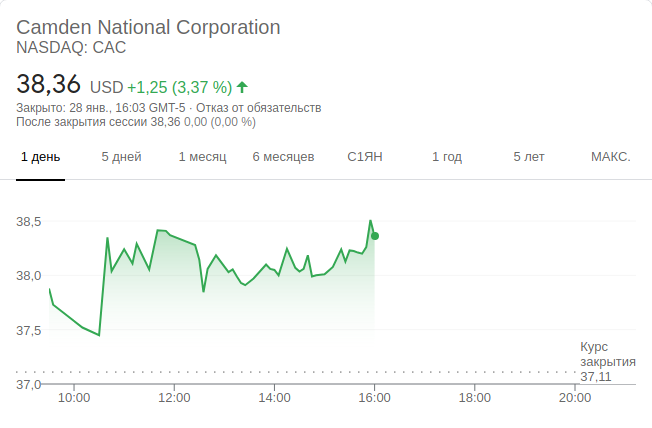 Camden National Corporation
NASDAQ: CAC
38,36 USD +1,25 (3,37 %)
Закрыто: 28 янв., 16:03 GMT-5 · Отказ от обязательств
После закрытия сессии 38,36 0,00 (0,00 %)
1 день 5 дней 1 месяц 6 месяцев С1ЯН 1 год 5 лет МАКС.
38,5
38,0
37,5
Курс
закрытия
37,11
37,0
10:00 12:00 14:00 16:00 18:00 20:00